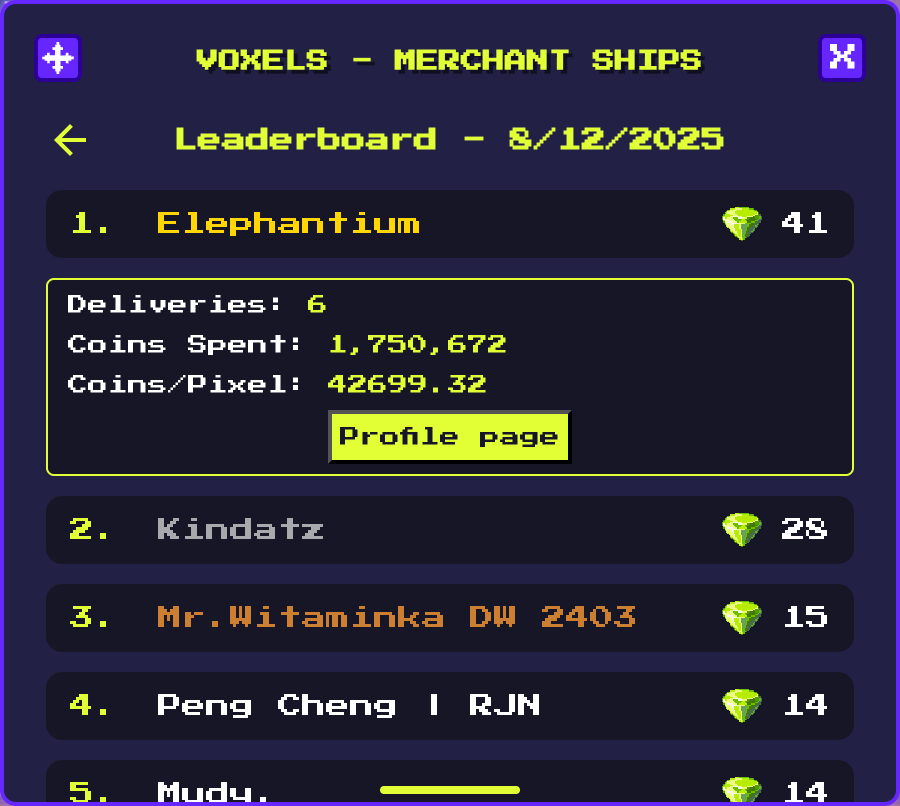 VOXELS - MERCHANT SHIPS
Leaderboard - 8/12/2025
1. Elephantium 41
Deliveries: 6
Coins Spent: 1,750,672
Coins/Pixel: 42699.32
Profile page
2. Kindatz 28
3. Mr.Witaminka DW 2403 15
4. Peng Cheng | RJN 14
5. Mudy. 14